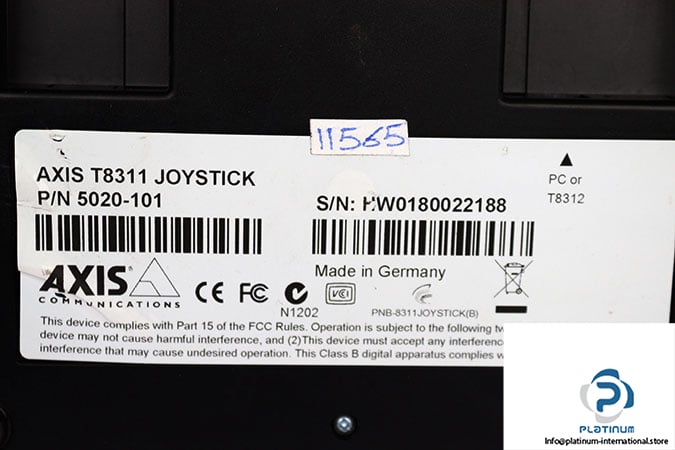 11565
AXIS T8311 JOYSTICK
P/N 5020-101
S/N: HW0180022188
PC or
T8312
Made in Germany
AXIS
COMMUNICATIONS
CE FC N1202 VCI PNB-8311JOYSTICK(B)
This device complies with Part 15 of the FCC Rules. Operation is subject to the following tw
device may not cause harmful interference, and (2)This device must accept any interferenc
interference that may cause undesired operation. This Class B digital apparatus complies w
PLATINUM
Info@platinum-international.store